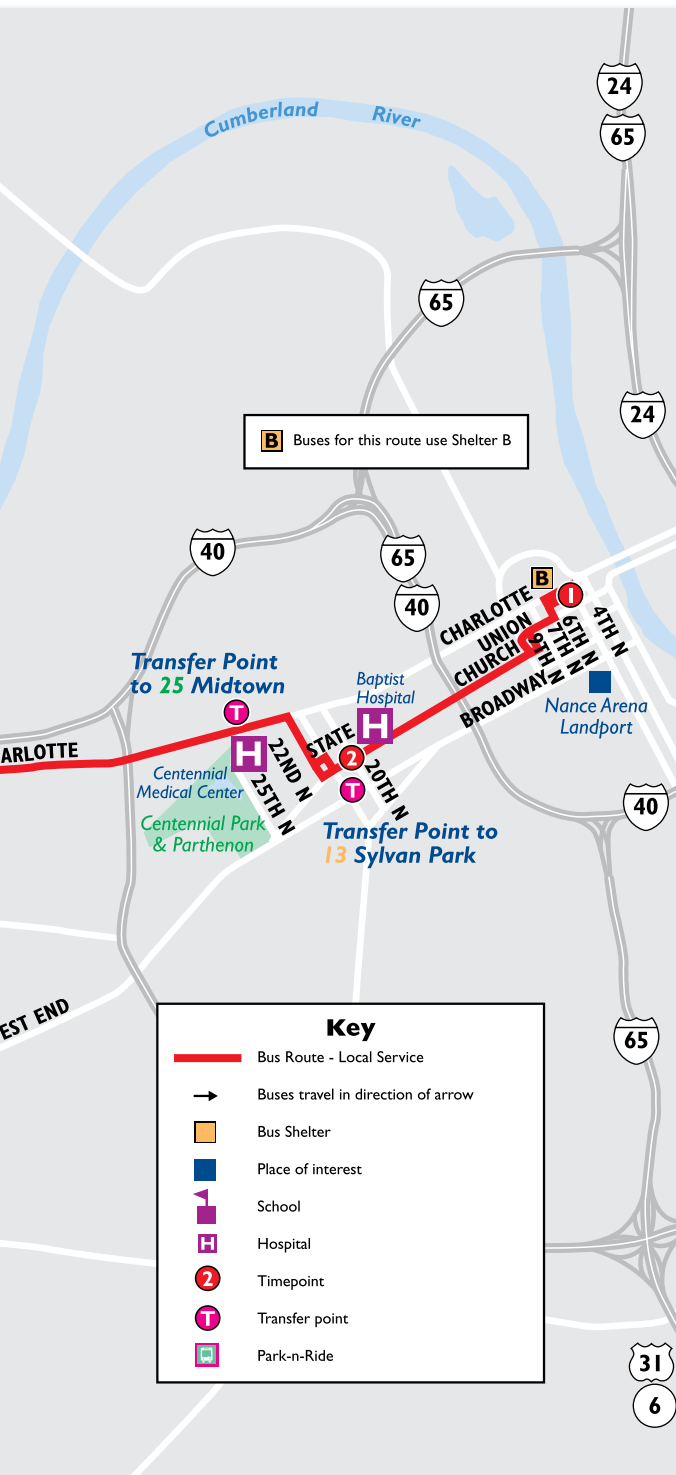 24
65
Cumberland River
65
24
B Buses for this route use Shelter B
40
65
40
B
1
CHARLOTTE
UNION
CHURCH
BROADWAY
9TH N
7TH N
6TH N
4TH N
Nance Arena
Landport
Transfer Point
to 25 Midtown
T
Baptist
Hospital
H
STATE
2
T
20TH N
ARLOTTE
H
22ND N
25TH N
Centennial
Medical Center
Centennial Park
& Parthenon
Transfer Point to
13 Sylvan Park
40
EST END
65
Key
Bus Route - Local Service
Buses travel in direction of arrow
Bus Shelter
Place of interest
School
H Hospital
2 Timepoint
T Transfer point
Park-n-Ride
31
6